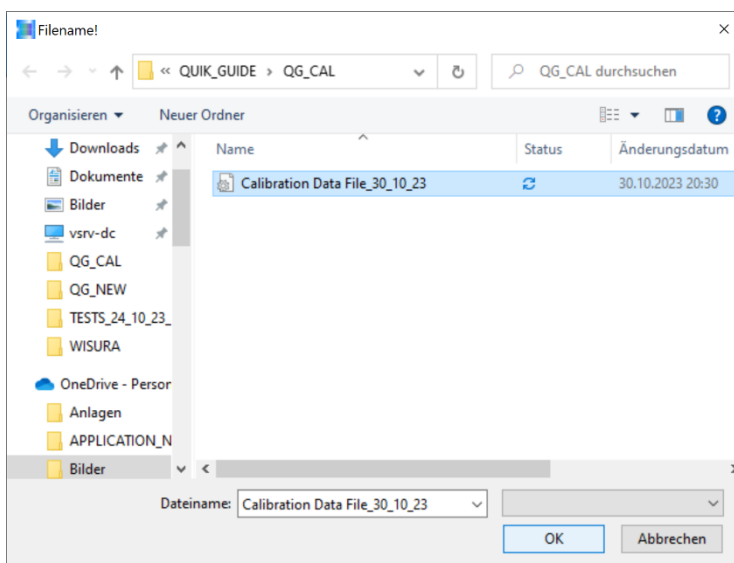 Filename!
« QUIK_GUIDE › QG_CAL
QG_CAL durchsuchen
Organisieren
Neuer Ordner
?
Downloads
Dokumente
Bilder
vsrv-dc
QG_CAL
QG_NEW
TESTS_24_10_23_
WISURA
OneDrive - Person
Anlagen
APPLICATION_N
Bilder
Name Status Änderungsdatum
Calibration Data File_30_10_23 30.10.2023 20:30
Dateiname: Calibration Data File_30_10_23
OK Abbrechen